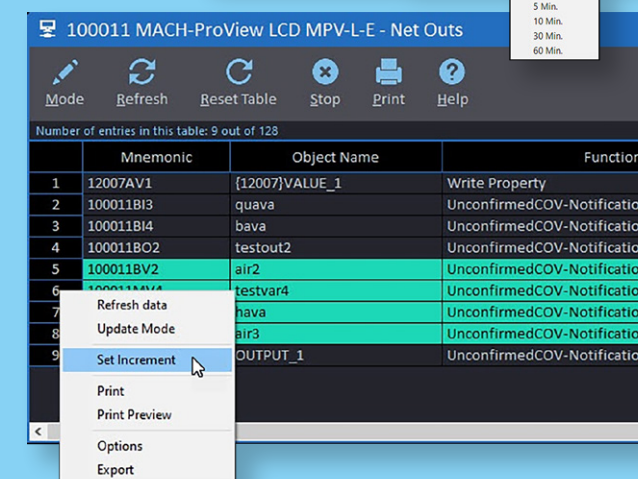 5 Min.
10 Min.
30 Min.
60 Min.
100011 MACH-ProView LCD MPV-L-E - Net Outs
Mode Refresh Reset Table Stop Print Help
Number of entries in this table: 9 out of 128
Mnemonic Object Name Function
1 12007AV1 {12007}VALUE_1 Write Property
2 100011BI3 quava UnconfirmedCOV-Notificatio
3 100011BI4 bava UnconfirmedCOV-Notificatio
4 100011BO2 testout2 UnconfirmedCOV-Notificatio
5 100011BV2 air2 UnconfirmedCOV-Notificatio
6 100011MV4 testvar4 UnconfirmedCOV-Notificatio
7 hava UnconfirmedCOV-Notificatio
8 air3 UnconfirmedCOV-Notificatio
9 OUTPUT_1 UnconfirmedCOV-Notificatio
Refresh data
Update Mode
Set Increment
Print
Print Preview
Options
Export